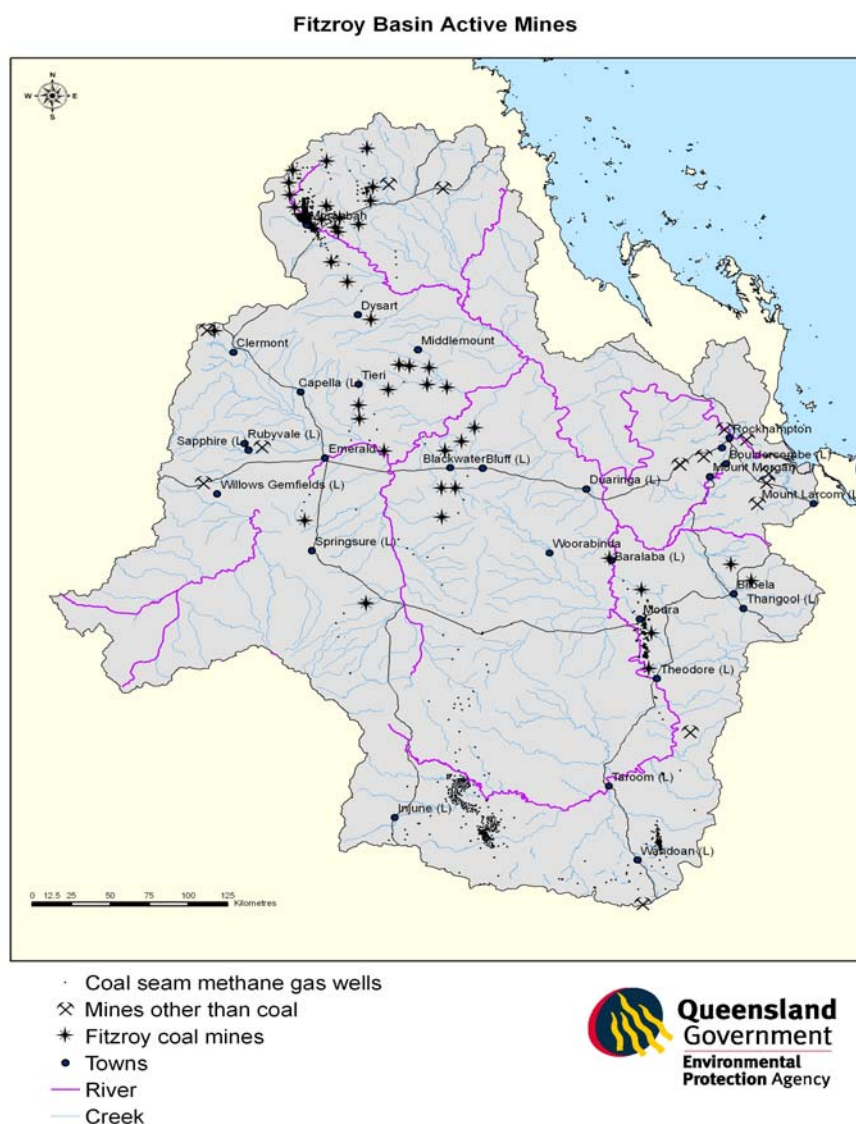 Fitzroy Basin Active Mines
N
W E
S
Dysart
Clermont
Middlemount
Capella (L)
Tieri
Rockhampton
Sapphire (L)
Rubyvale (L)
Emerald
Bouldercombe (L)
Blackwater
Bluff (L)
Mount Morgan
Willows Gemfields (L)
Duaringa (L)
Mount Larcom (L
Springsure (L)
Woorabinda
Baralaba (L)
Biloela
Thangool (L)
Moura
Theodore (L)
Taroom (L)
Injune (L)
Wandoan (L)
0 12.5 25 50 75 100 125
Kilometres
Coal seam methane gas wells
Mines other than coal
Fitzroy coal mines
Towns
River
Creek
Queensland
Government
Environmental
Protection Agency